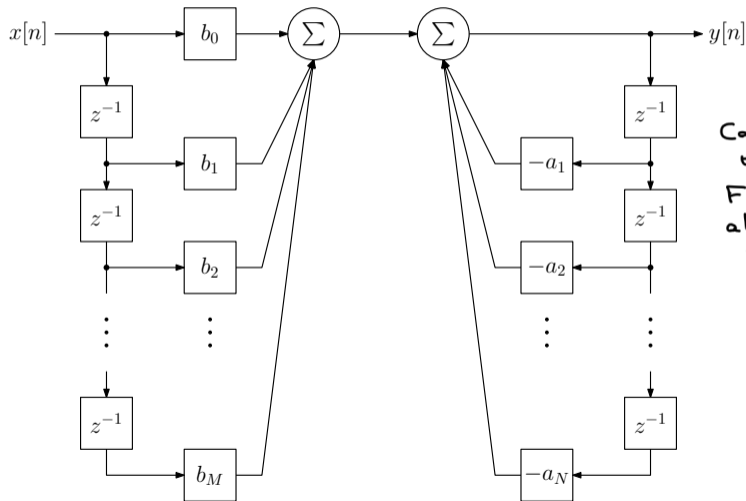 x[n] b_0 ∑ ∑ y[n]
z^{-1} z^{-1}
b_1 -a_1
z^{-1} z^{-1}
b_2 -a_2
⋮ ⋮ ⋮ ⋮
z^{-1} z^{-1}
b_M -a_N